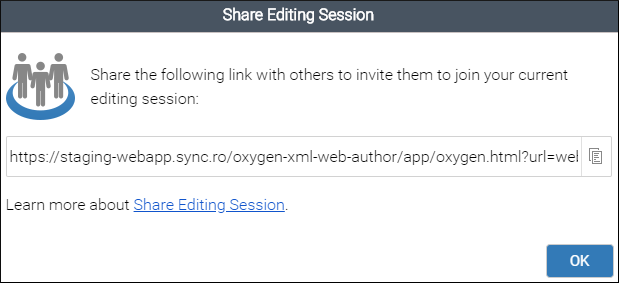 Share Editing Session
Share the following link with others to invite them to join your current
editing session:
https://staging-webapp.sync.ro/oxygen-xml-web-author/app/oxygen.html?url=wel
Learn more about Share Editing Session.
OK